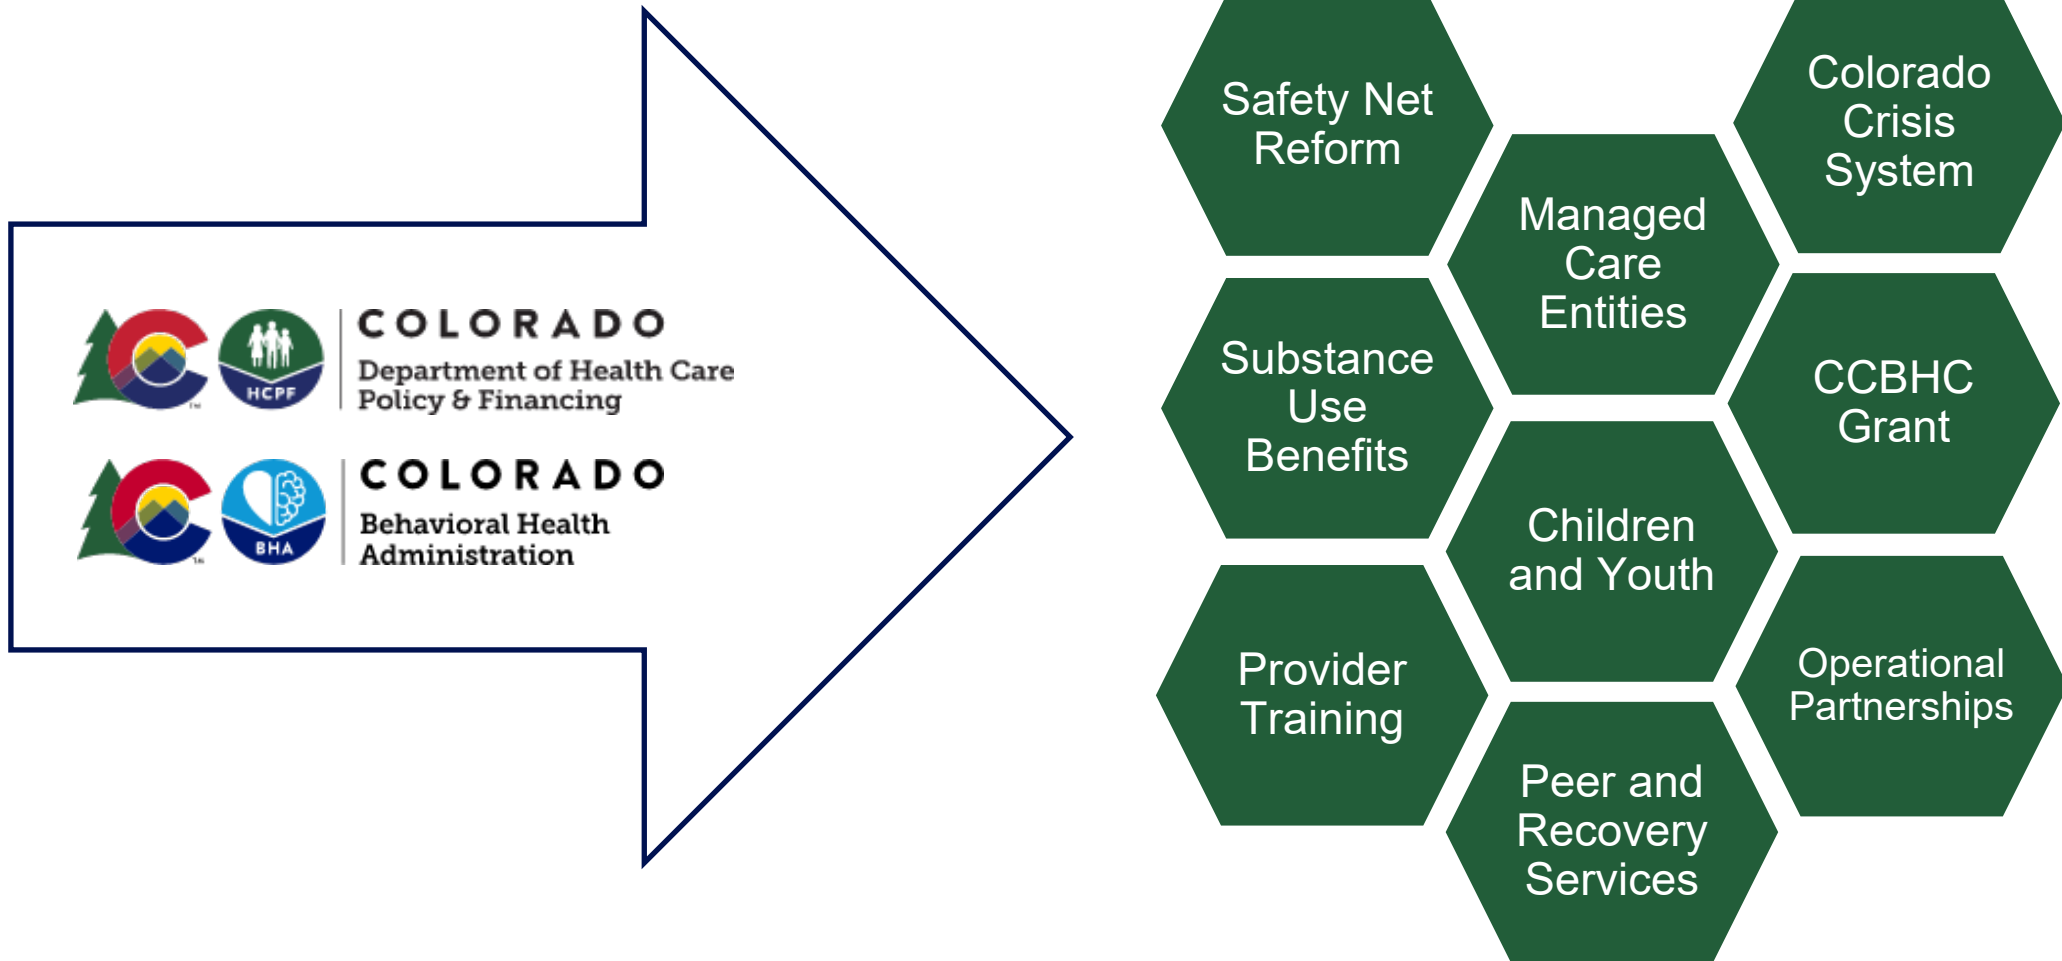 HCPF
COLORADO
Department of Health Care
Policy & Financing
BHA
COLORADO
Behavioral Health
Administration
Safety Net
Reform
Colorado
Crisis
System
Managed
Care
Entities
Substance
Use
Benefits
CCBHC
Grant
Children
and Youth
Provider
Training
Operational
Partnerships
Peer and
Recovery
Services